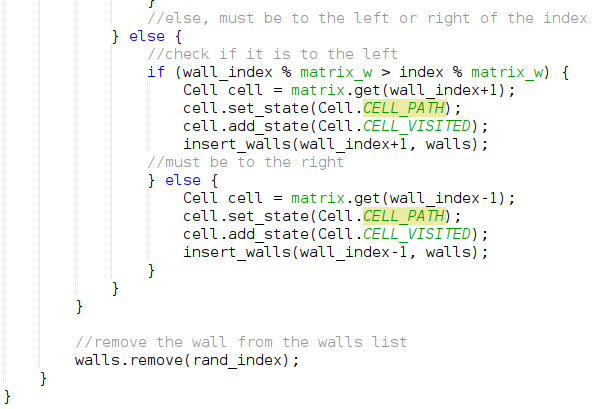 }
//else, must be to the left or right of the index
} else {
//check if it is to the left
if (wall_index % matrix_w > index % matrix_w) {
Cell cell = matrix.get(wall_index+1);
cell.set_state(Cell.CELL_PATH);
cell.add_state(Cell.CELL_VISITED);
insert_walls(wall_index+1, walls);
//must be to the right
} else {
Cell cell = matrix.get(wall_index-1);
cell.set_state(Cell.CELL_PATH);
cell.add_state(Cell.CELL_VISITED);
insert_walls(wall_index-1, walls);
}
}
}
//remove the wall from the walls list
walls.remove(rand_index);
}
}